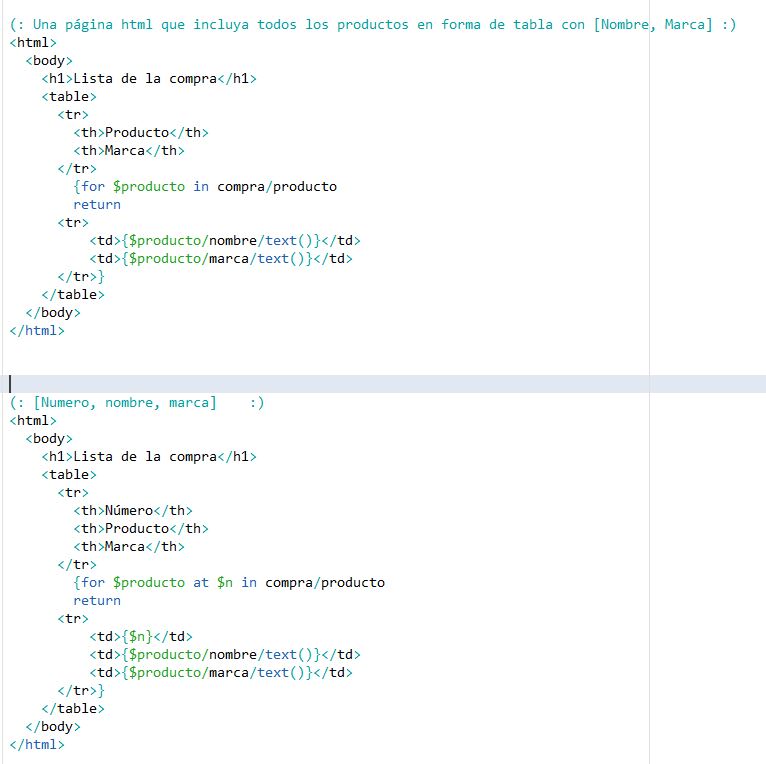 (: Una página html que incluya todos los productos en forma de tabla con [Nombre, Marca] :)
<html>
<body>
<h1>Lista de la compra</h1>
<table>
<tr>
<th>Producto</th>
<th>Marca</th>
</tr>
{for $producto in compra/producto
return
<tr>
<td>{$producto/nombre/text()}</td>
<td>{$producto/marca/text()}</td>
</tr>}
</table>
</body>
</html>
(: [Numero, nombre, marca] :)
<html>
<body>
<h1>Lista de la compra</h1>
<table>
<tr>
<th>Número</th>
<th>Producto</th>
<th>Marca</th>
</tr>
{for $producto at $n in compra/producto
return
<tr>
<td>{$n}</td>
<td>{$producto/nombre/text()}</td>
<td>{$producto/marca/text()}</td>
</tr>}
</table>
</body>
</html>